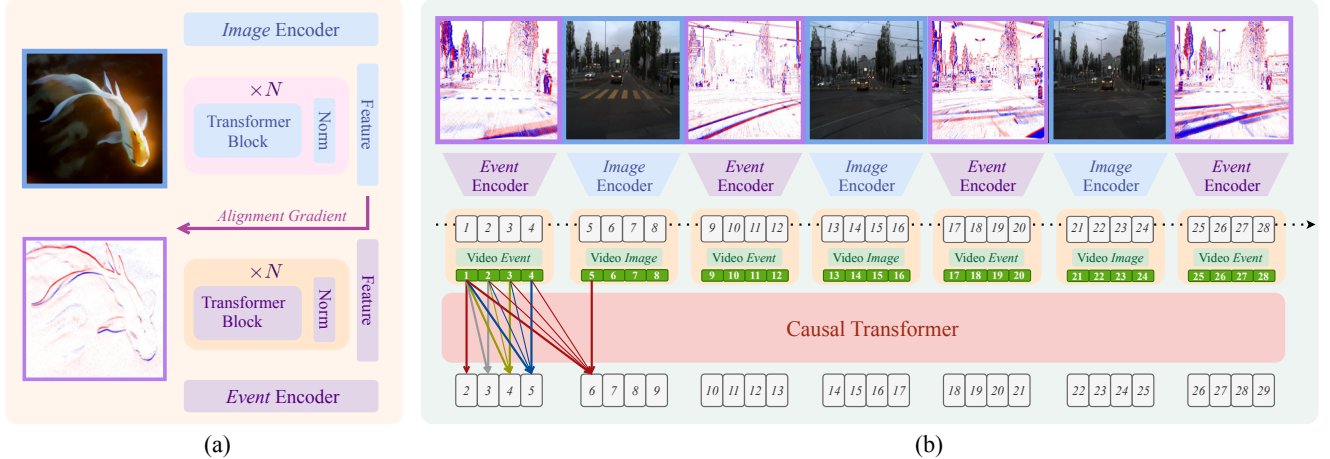 Image Encoder
×N
Transformer
Block
Norm
Feature
Alignment Gradient
×N
Transformer
Block
Norm
Feature
Event Encoder
(a)
Event
Encoder
Image
Encoder
Event
Encoder
Image
Encoder
Event
Encoder
Image
Encoder
Event
Encoder
1 2 3 4 5 6 7 8 9 10 11 12 13 14 15 16 17 18 19 20 21 22 23 24 25 26 27 28
Video Event Video Image Video Event Video Image Video Event Video Image Video Event
1 2 3 4 5 6 7 8 9 10 11 12 13 14 15 16 17 18 19 20 21 22 23 24 25 26 27 28
Causal Transformer
2 3 4 5 6 7 8 9 10 11 12 13 14 15 16 17 18 19 20 21 22 23 24 25 26 27 28 29
(b)